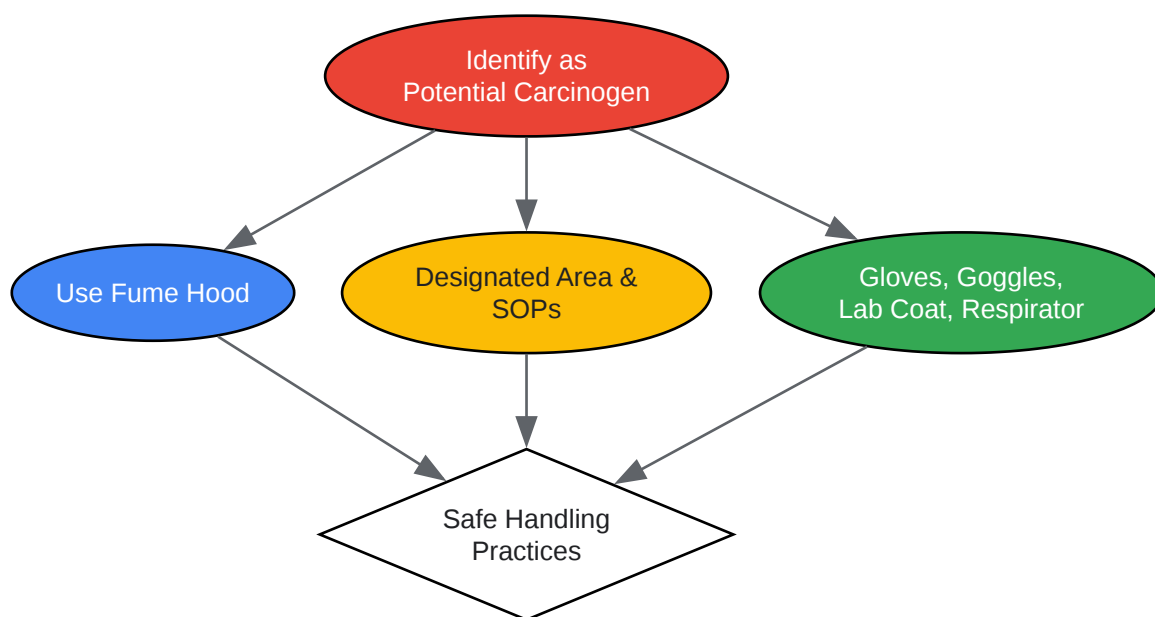 Identify as
Potential Carcinogen
Use Fume Hood
Designated Area &
SOPs
Gloves, Goggles,
Lab Coat, Respirator
Safe Handling
Practices